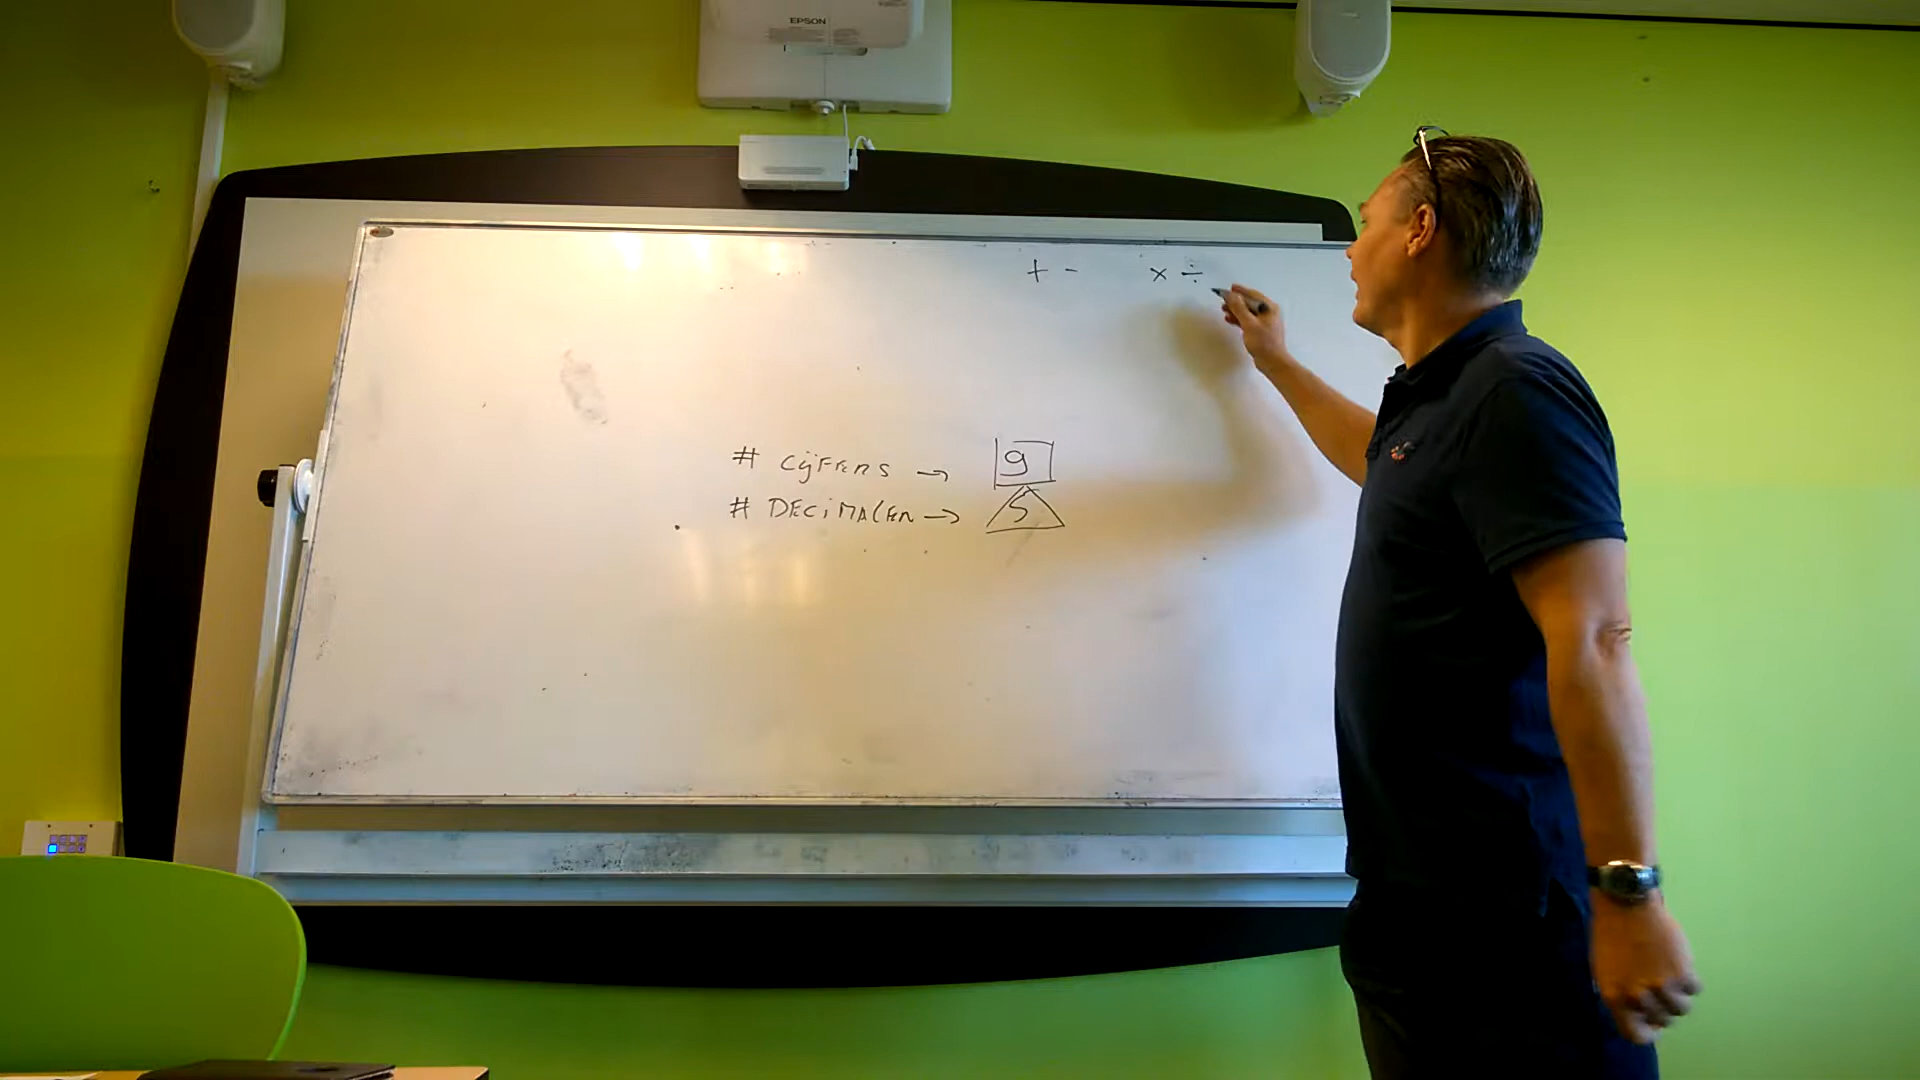 EPSON
+ - × ÷
# CijFERS → 9
# DECiMALEN → 5